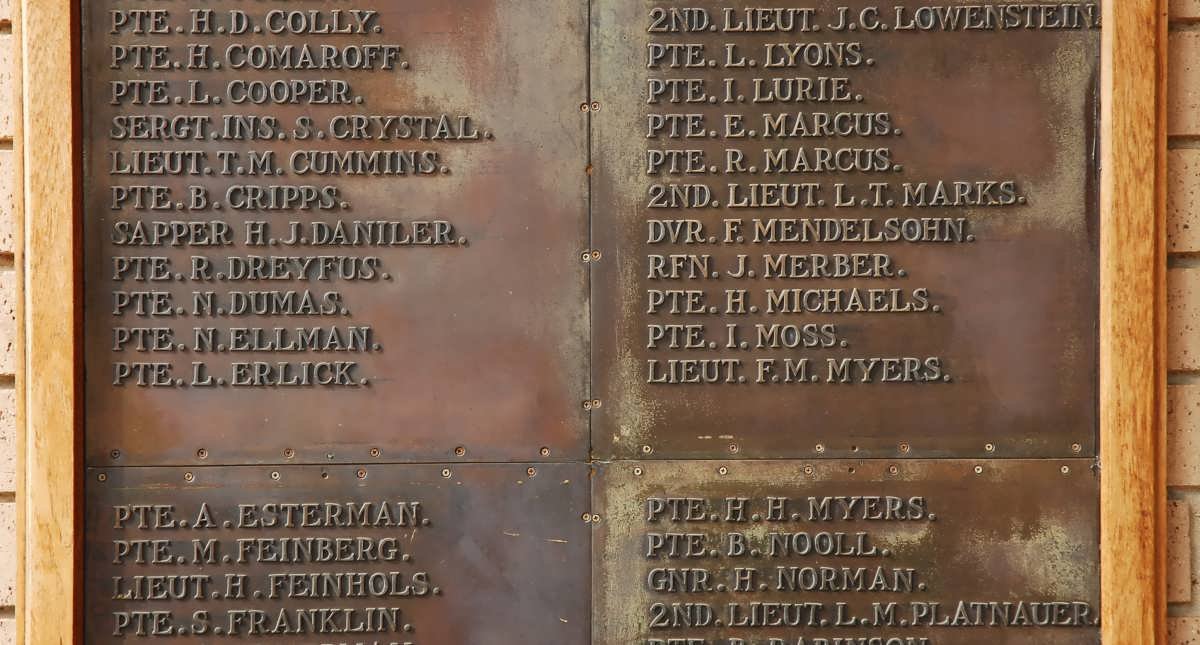 PTE. H. D. COLLY.
PTE. H. COMAROFF.
PTE. L. COOPER.
SERGT. INS. S. CRYSTAL.
LIEUT. T. M. CUMMINS.
PTE. B. CRIPPS.
SAPPER H. J. DANILER.
PTE. R. DREYFUS.
PTE. N. DUMAS.
PTE. N. ELLMAN.
PTE. L. ERLICK.
PTE. A. ESTERMAN.
PTE. M. FEINBERG.
LIEUT. H. FEINHOLS.
PTE. S. FRANKLIN.
2ND. LIEUT. J. C. LOWENSTEIN.
PTE. L. LYONS.
PTE. I. LURIE.
PTE. E. MARCUS.
PTE. R. MARCUS.
2ND. LIEUT. L. T. MARKS.
DVR. F. MENDELSOHN.
RFN. J. MERBER.
PTE. H. MICHAELS.
PTE. I. MOSS.
LIEUT. F. M. MYERS.
PTE. H. H. MYERS.
PTE. B. NOOLL.
GNR. H. NORMAN.
2ND. LIEUT. L. M. PLATNAUER.